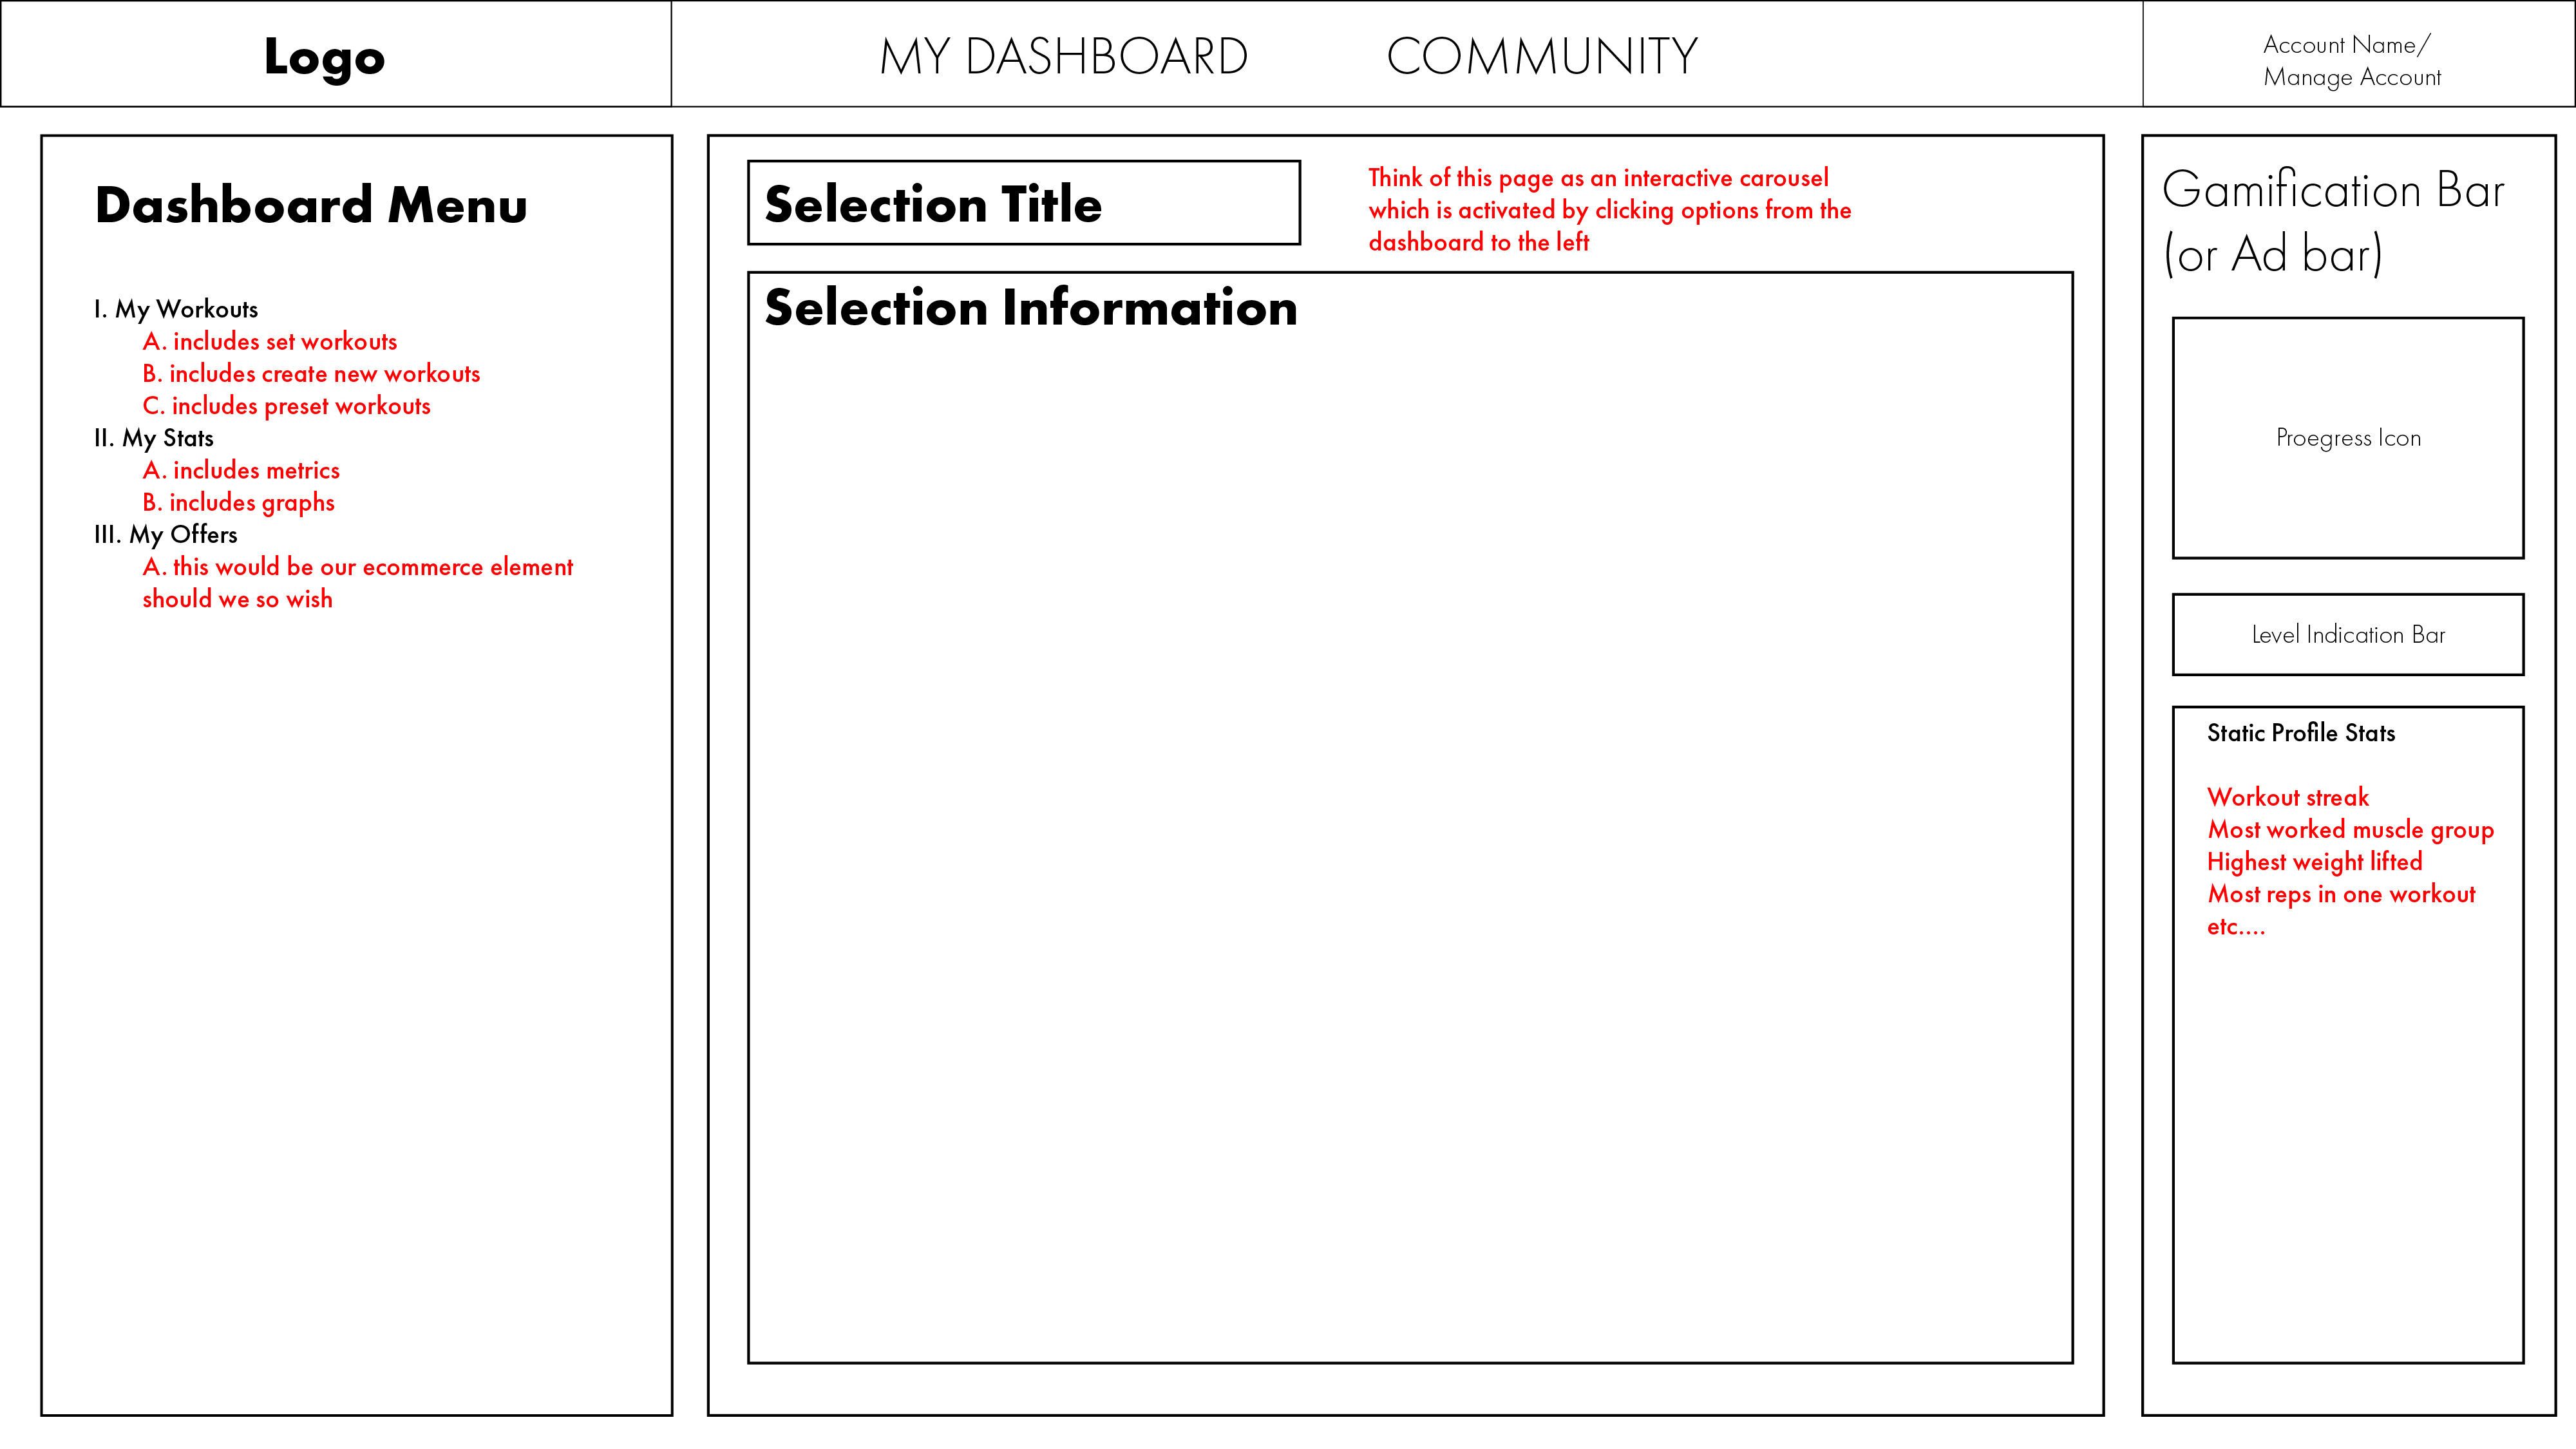 Logo
MY DASHBOARD
COMMUNITY
Account Name/
Manage Account
Dashboard Menu
I. My Workouts
A. includes set workouts
B. includes create new workouts
C. includes preset workouts
II. My Stats
A. includes metrics
B. includes graphs
III. My Offers
A. this would be our ecommerce element
should we so wish
Selection Title
Think of this page as an interactive carousel
which is activated by clicking options from the
dashboard to the left
Selection Information
Gamification Bar
(or Ad bar)
Proegress Icon
Level Indication Bar
Static Profile Stats
Workout streak
Most worked muscle group
Highest weight lifted
Most reps in one workout
etc....